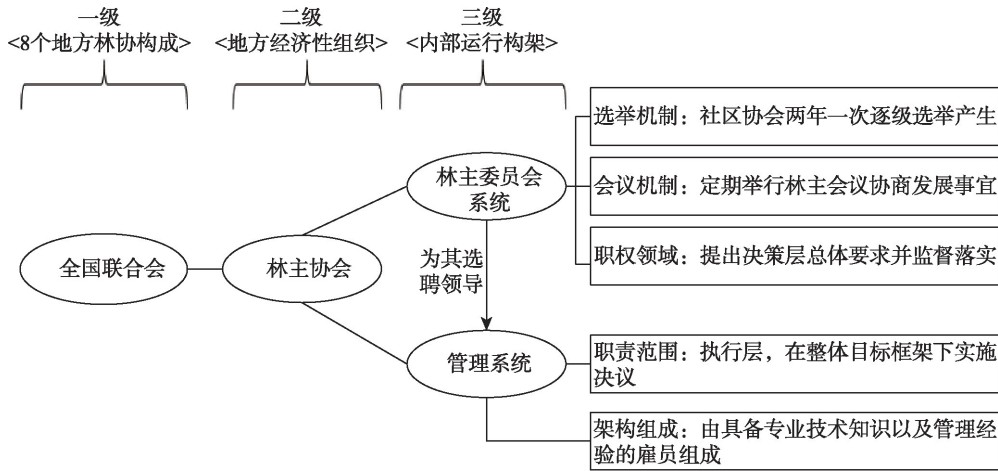 一级
<8个地方林协构成>
二级
<地方经济性组织>
三级
<内部运行构架>
选举机制：社区协会两年一次逐级选举产生
林主委员会
系统
会议机制：定期举行林主会议协商发展事宜
职权领域：提出决策层总体要求并监督落实
全国联合会
林主协会
为其选
聘领导
管理系统
职责范围：执行层，在整体目标框架下实施
决议
架构组成：由具备专业技术知识以及管理经
验的雇员组成